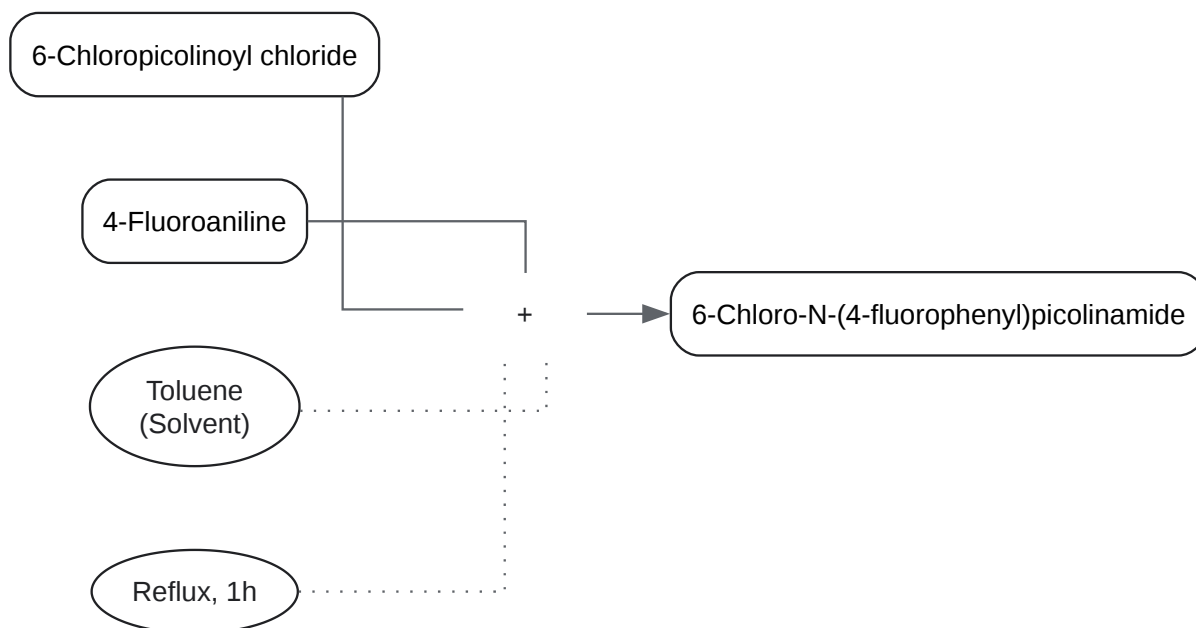 6-Chloropicolinoyl chloride
4-Fluoroaniline
+
6-Chloro-N-(4-fluorophenyl)picolinamide
Toluene
(Solvent)
Reflux, 1h